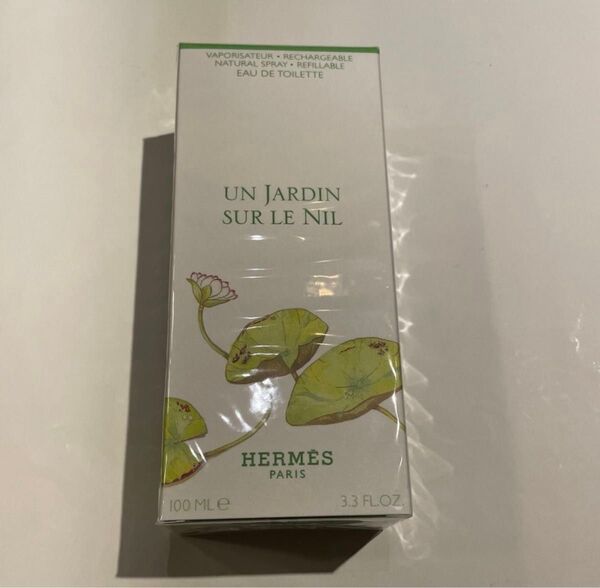 VAPORISATEUR • RECHARGEABLE
NATURAL SPRAY • REFILLABLE
EAU DE TOILETTE
UN JARDIN
SUR LE NIL
HERMÈS
PARIS
100 ML ℮ 3.3 FL.OZ.